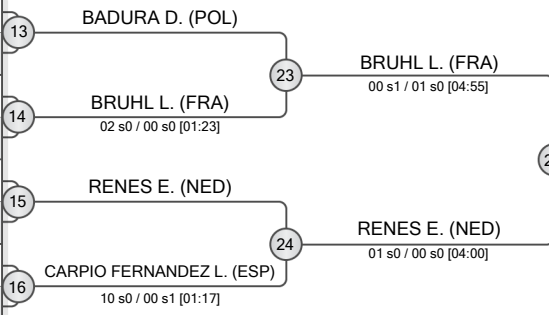 BADURA D. (POL)
13
23
BRUHL L. (FRA)
00 s1 / 01 s0 [04:55]
BRUHL L. (FRA)
14
02 s0 / 00 s0 [01:23]
RENES E. (NED)
15
24
RENES E. (NED)
01 s0 / 00 s0 [04:00]
CARPIO FERNANDEZ L. (ESP)
16
10 s0 / 00 s1 [01:17]